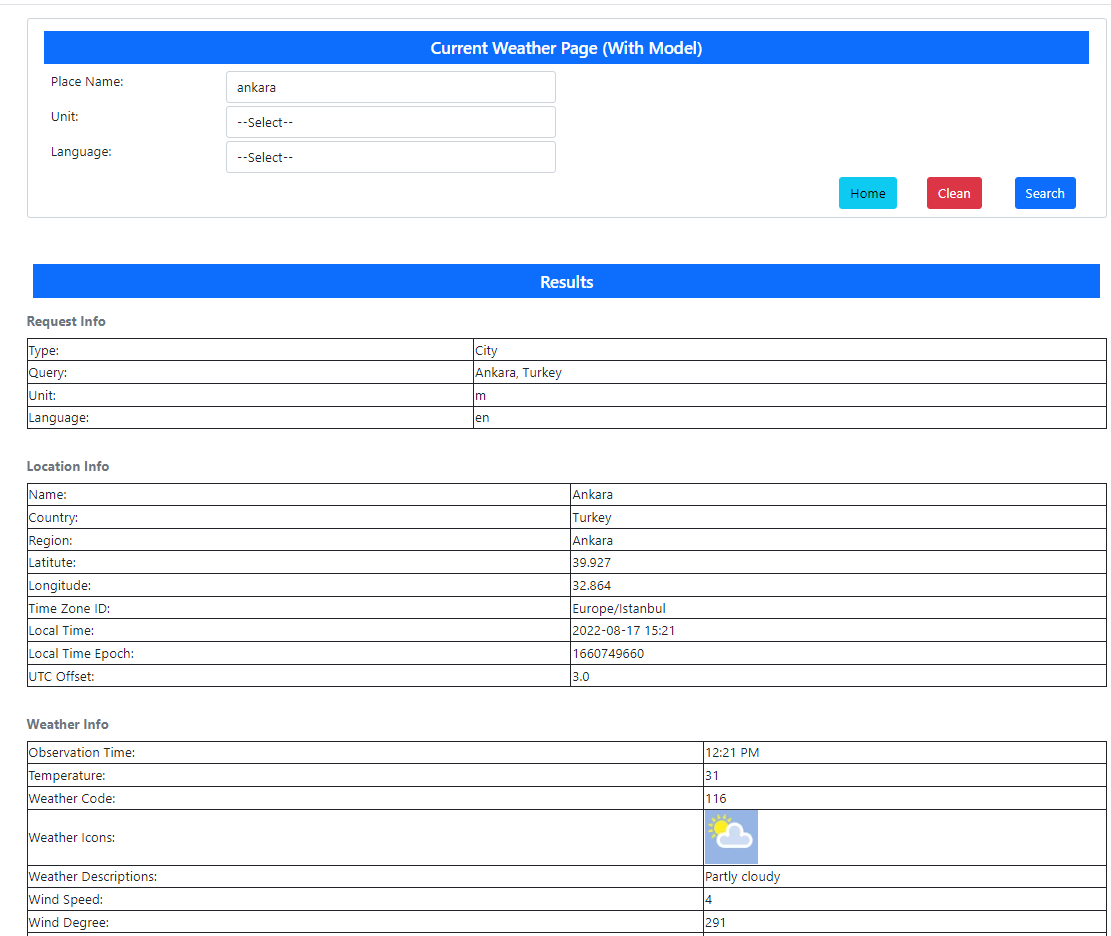 Current Weather Page (With Model)
Place Name: ankara
Unit: --Select--
Language: --Select--
Home Clean Search
Results
Request Info
Type: City
Query: Ankara, Turkey
Unit: m
Language: en
Location Info
Name: Ankara
Country: Turkey
Region: Ankara
Latitute: 39.927
Longitude: 32.864
Time Zone ID: Europe/Istanbul
Local Time: 2022-08-17 15:21
Local Time Epoch: 1660749660
UTC Offset: 3.0
Weather Info
Observation Time: 12:21 PM
Temperature: 31
Weather Code: 116
Weather Icons:
Weather Descriptions: Partly cloudy
Wind Speed: 4
Wind Degree: 291